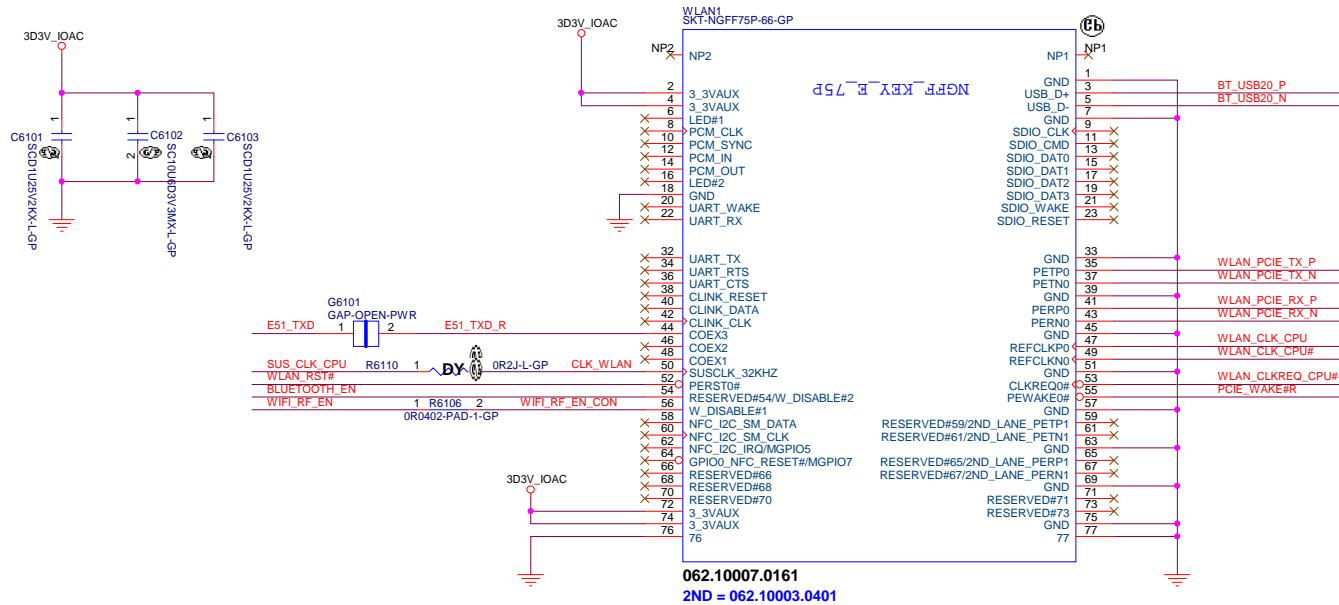 WLAN1
SKT-NGFF75P-66-GP
3D3V_IOAC
3D3V_IOAC
C6101
SCD1U25V2KX-L-GP
1
2
C6102
SC10U6D3V3MX-L-GP
1
2
C6103
SCD1U25V2KX-L-GP
1
2
NGFF_KEY_E_75P
NP2 NP2
2 3_3VAUX
4 3_3VAUX
6 LED#1
8 PCM_CLK
10 PCM_SYNC
12 PCM_IN
14 PCM_OUT
16 LED#2
18 GND
20 UART_WAKE
22 UART_RX
32 UART_TX
34 UART_RTS
36 UART_CTS
38 CLINK_RESET
40 CLINK_DATA
42 CLINK_CLK
44 COEX3
46 COEX2
48 COEX1
50 SUSCLK_32KHZ
52 PERST0#
54 RESERVED#54/W_DISABLE#2
56 W_DISABLE#1
58 NFC_I2C_SM_DATA
60 NFC_I2C_SM_CLK
62 NFC_I2C_IRQ/MGPIO5
64 GPIO0_NFC_RESET#/MGPIO7
66 RESERVED#66
68 RESERVED#68
70 RESERVED#70
72 3_3VAUX
74 3_3VAUX
76 76
NP1 NP1
GND 1
USB_D+ 3 BT_USB20_P
USB_D- 5 BT_USB20_N
GND 7
SDIO_CLK 9
SDIO_CMD 11
SDIO_DAT0 13
SDIO_DAT1 15
SDIO_DAT2 17
SDIO_DAT3 19
SDIO_WAKE 21
SDIO_RESET 23
GND 33
PETP0 35 WLAN_PCIE_TX_P
PETN0 37 WLAN_PCIE_TX_N
GND 39
PERP0 41 WLAN_PCIE_RX_P
PERN0 43 WLAN_PCIE_RX_N
GND 45
REFCLKP0 47 WLAN_CLK_CPU
REFCLKN0 49 WLAN_CLK_CPU#
GND 51
CLKREQ0# 53 WLAN_CLKREQ_CPU#
PEWAKE0# 55 PCIE_WAKE#R
GND 57
RESERVED#59/2ND_LANE_PETP1 59
RESERVED#61/2ND_LANE_PETN1 61
GND 63
RESERVED#65/2ND_LANE_PERP1 65
RESERVED#67/2ND_LANE_PERN1 67
GND 69
RESERVED#71 71
RESERVED#73 73
GND 75
77 77
G6101
GAP-OPEN-PWR
E51_TXD 1 2 E51_TXD_R
SUS_CLK_CPU R6110 1 DY 0R2J-L-GP CLK_WLAN
WLAN_RST#
BLUETOOTH_EN
WIFI_RF_EN 1 R6106 2 WIFI_RF_EN_CON
0R0402-PAD-1-GP
3D3V_IOAC
062.10007.0161
2ND = 062.10003.0401